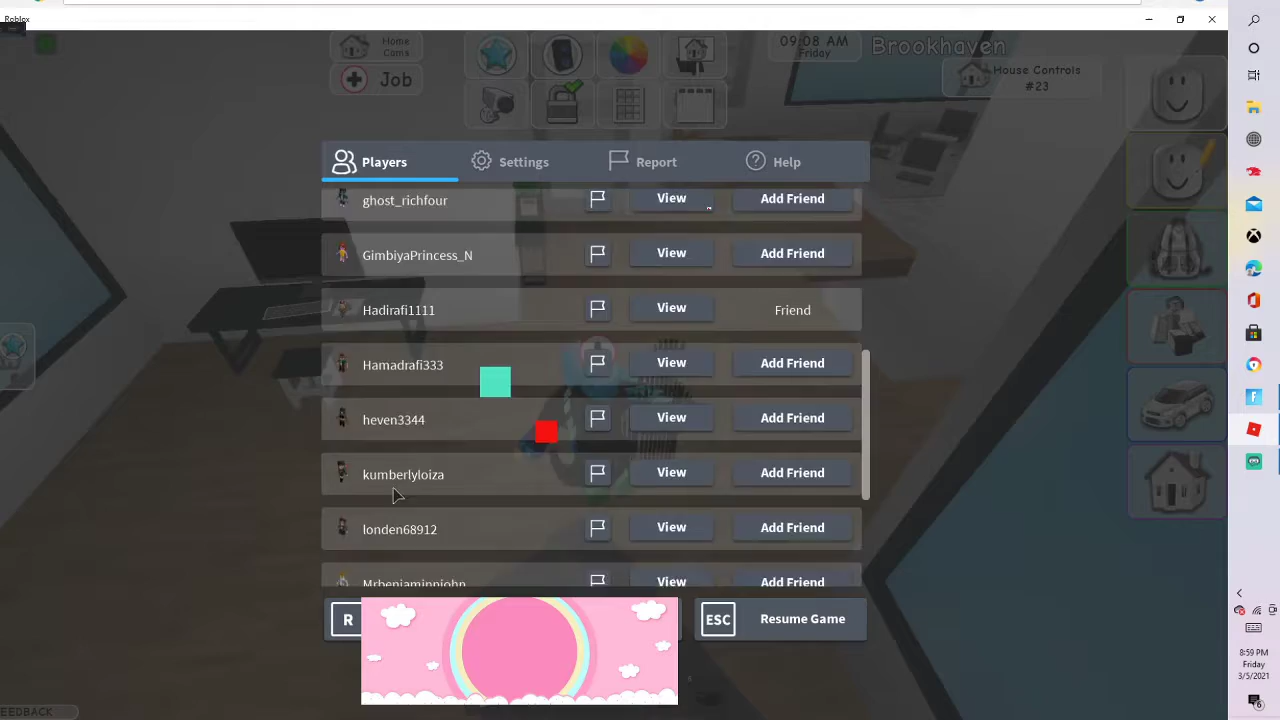 Roblox
Home
Cams
09:08 AM
Friday
Brookhaven
Job
House Controls
#23
Players
Settings
Report
Help
ghost_richfour
View
Add Friend
GimbiyaPrincess_N
View
Add Friend
Hadirafi1111
View
Friend
Hamadrafi333
View
Add Friend
heven3344
View
Add Friend
kumberlyloiza
View
Add Friend
londen68912
View
Add Friend
Mrbenjaminnjohn
View
Add Friend
R
ESC
Resume Game
8:59 PM
Friday
3/5/2021
EEDBACK